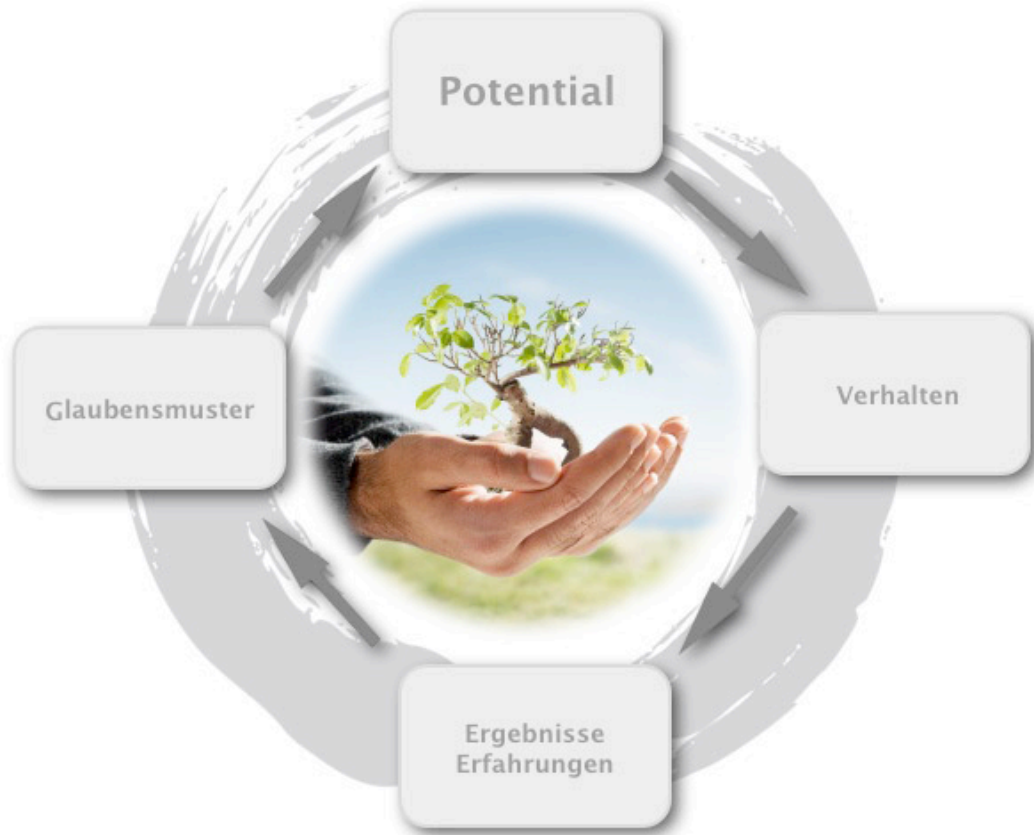 Potential
Verhalten
Ergebnisse
Erfahrungen
Glaubensmuster